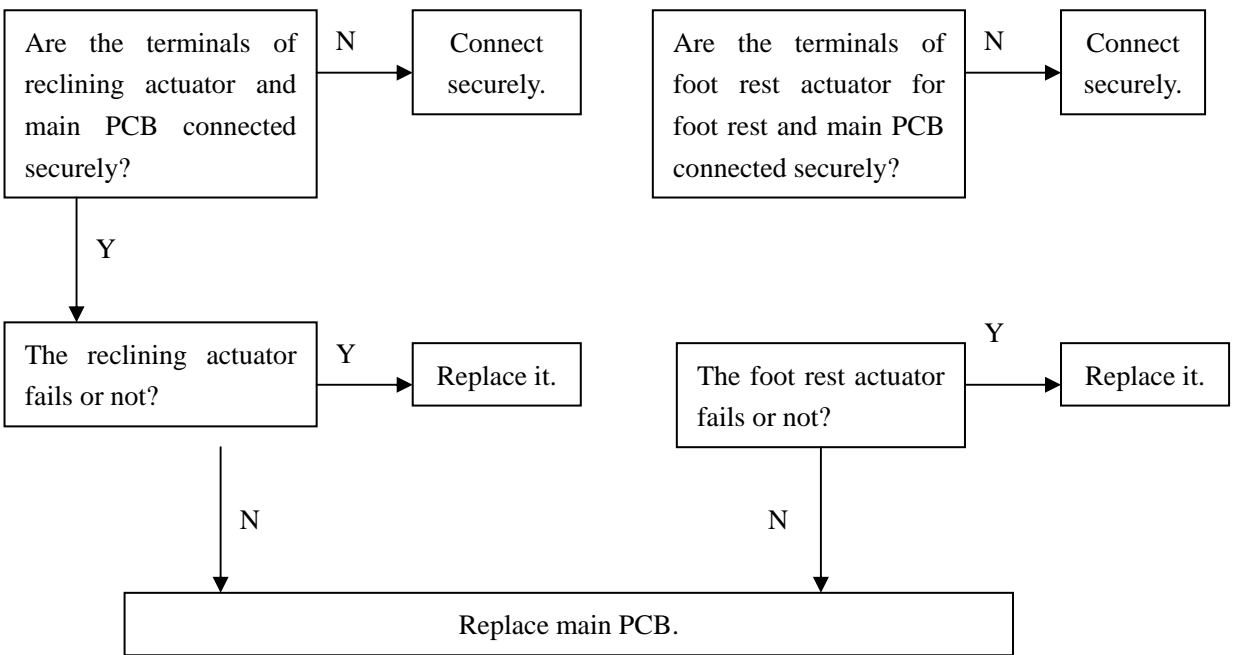 Are the terminals of
reclining actuator and
main PCB connected
securely?
N
Connect
securely.
Y
The reclining actuator
fails or not?
Y
Replace it.
N
Are the terminals of
foot rest actuator for
foot rest and main PCB
connected securely?
N
Connect
securely.
The foot rest actuator
fails or not?
Y
Replace it.
N
Replace main PCB.